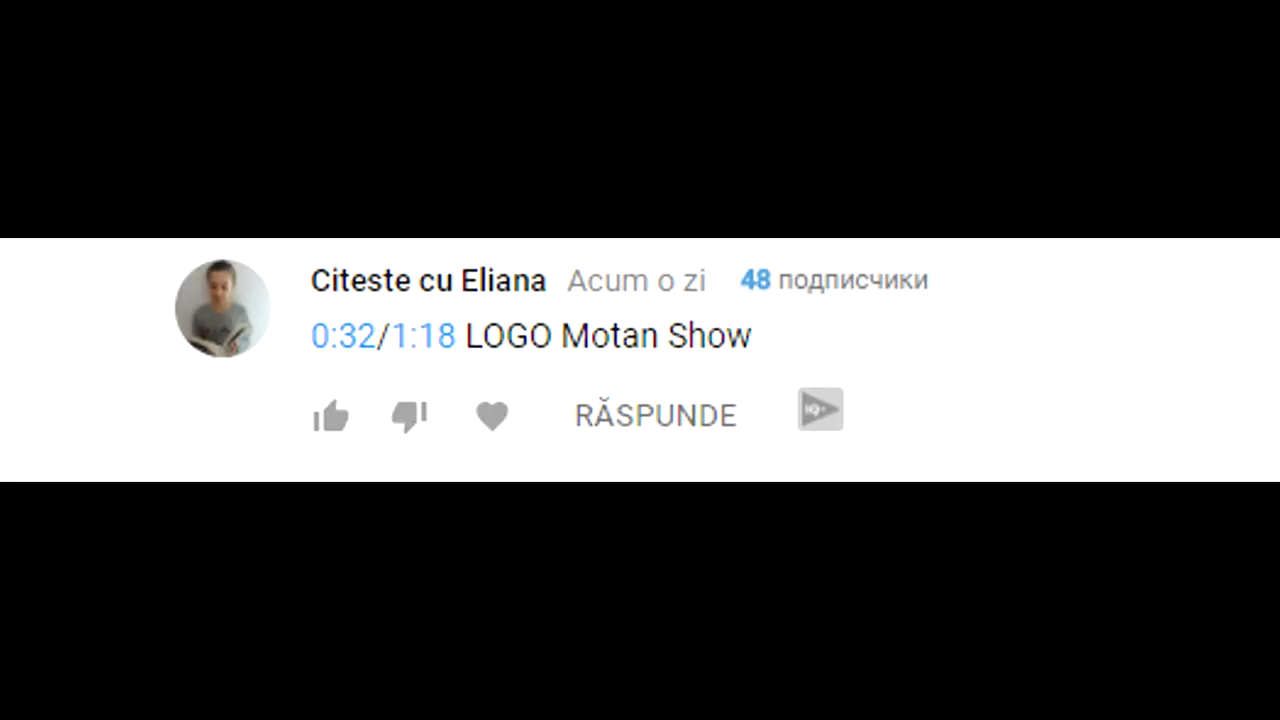 Citeste cu Eliana Acum o zi 48 подписчики
0:32/1:18 LOGO Motan Show
RĂSPUNDE